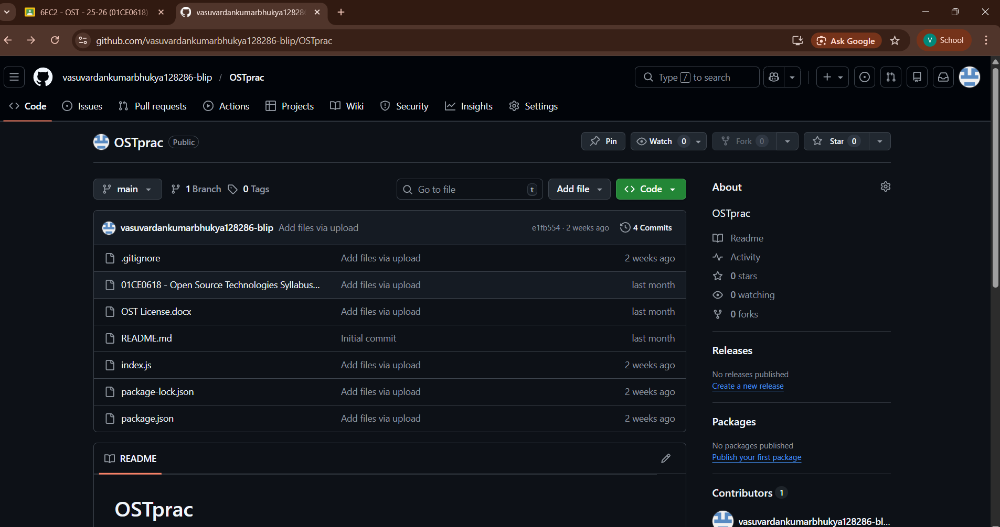 6EC2 - OST - 25-26 (01CE0618)
vasuvardankumarbhukya12828
github.com/vasuvardankumarbhukya128286-blip/OSTprac
Ask Google
V School
vasuvardankumarbhukya128286-blip / OSTprac
Type / to search
Code Issues Pull requests Actions Projects Wiki Security Insights Settings
OSTprac Public
Pin Watch 0 Fork 0 Star 0
main 1 Branch 0 Tags
Go to file t Add file Code
vasuvardankumarbhukya128286-blip Add files via upload e1fb554 · 2 weeks ago 4 Commits
.gitignore Add files via upload 2 weeks ago
01CE0618 - Open Source Technologies Syllabus... Add files via upload last month
OST License.docx Add files via upload last month
README.md Initial commit last month
index.js Add files via upload 2 weeks ago
package-lock.json Add files via upload 2 weeks ago
package.json Add files via upload 2 weeks ago
README
OSTprac
About
OSTprac
Readme
Activity
0 stars
0 watching
0 forks
Releases
No releases published
Create a new release
Packages
No packages published
Publish your first package
Contributors 1
vasuvardankumarbhukya128286-bl...